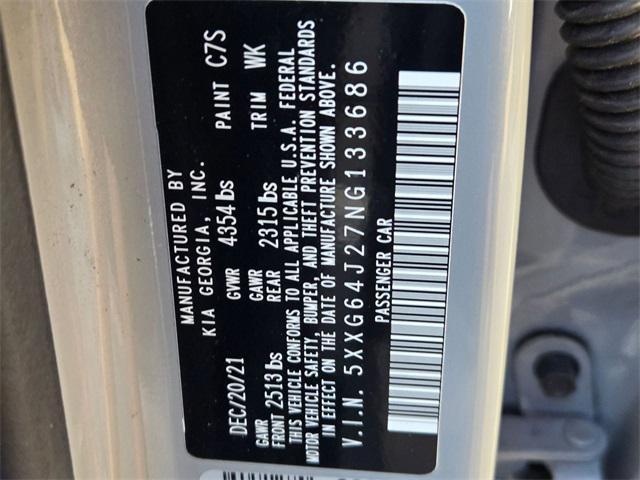 MANUFACTURED BY
KIA GEORGIA, INC.
DEC/20/21 GVWR 4354 lbs PAINT C7S
GAWR GAWR
FRONT 2513 lbs REAR 2315 lbs TRIM WK
THIS VEHICLE CONFORMS TO ALL APPLICABLE U.S.A. FEDERAL
MOTOR VEHICLE SAFETY, BUMPER, AND THEFT PREVENTION STANDARDS
IN EFFECT ON THE DATE OF MANUFACTURE SHOWN ABOVE.
V.I.N. 5XXG64J27NG133686
PASSENGER CAR